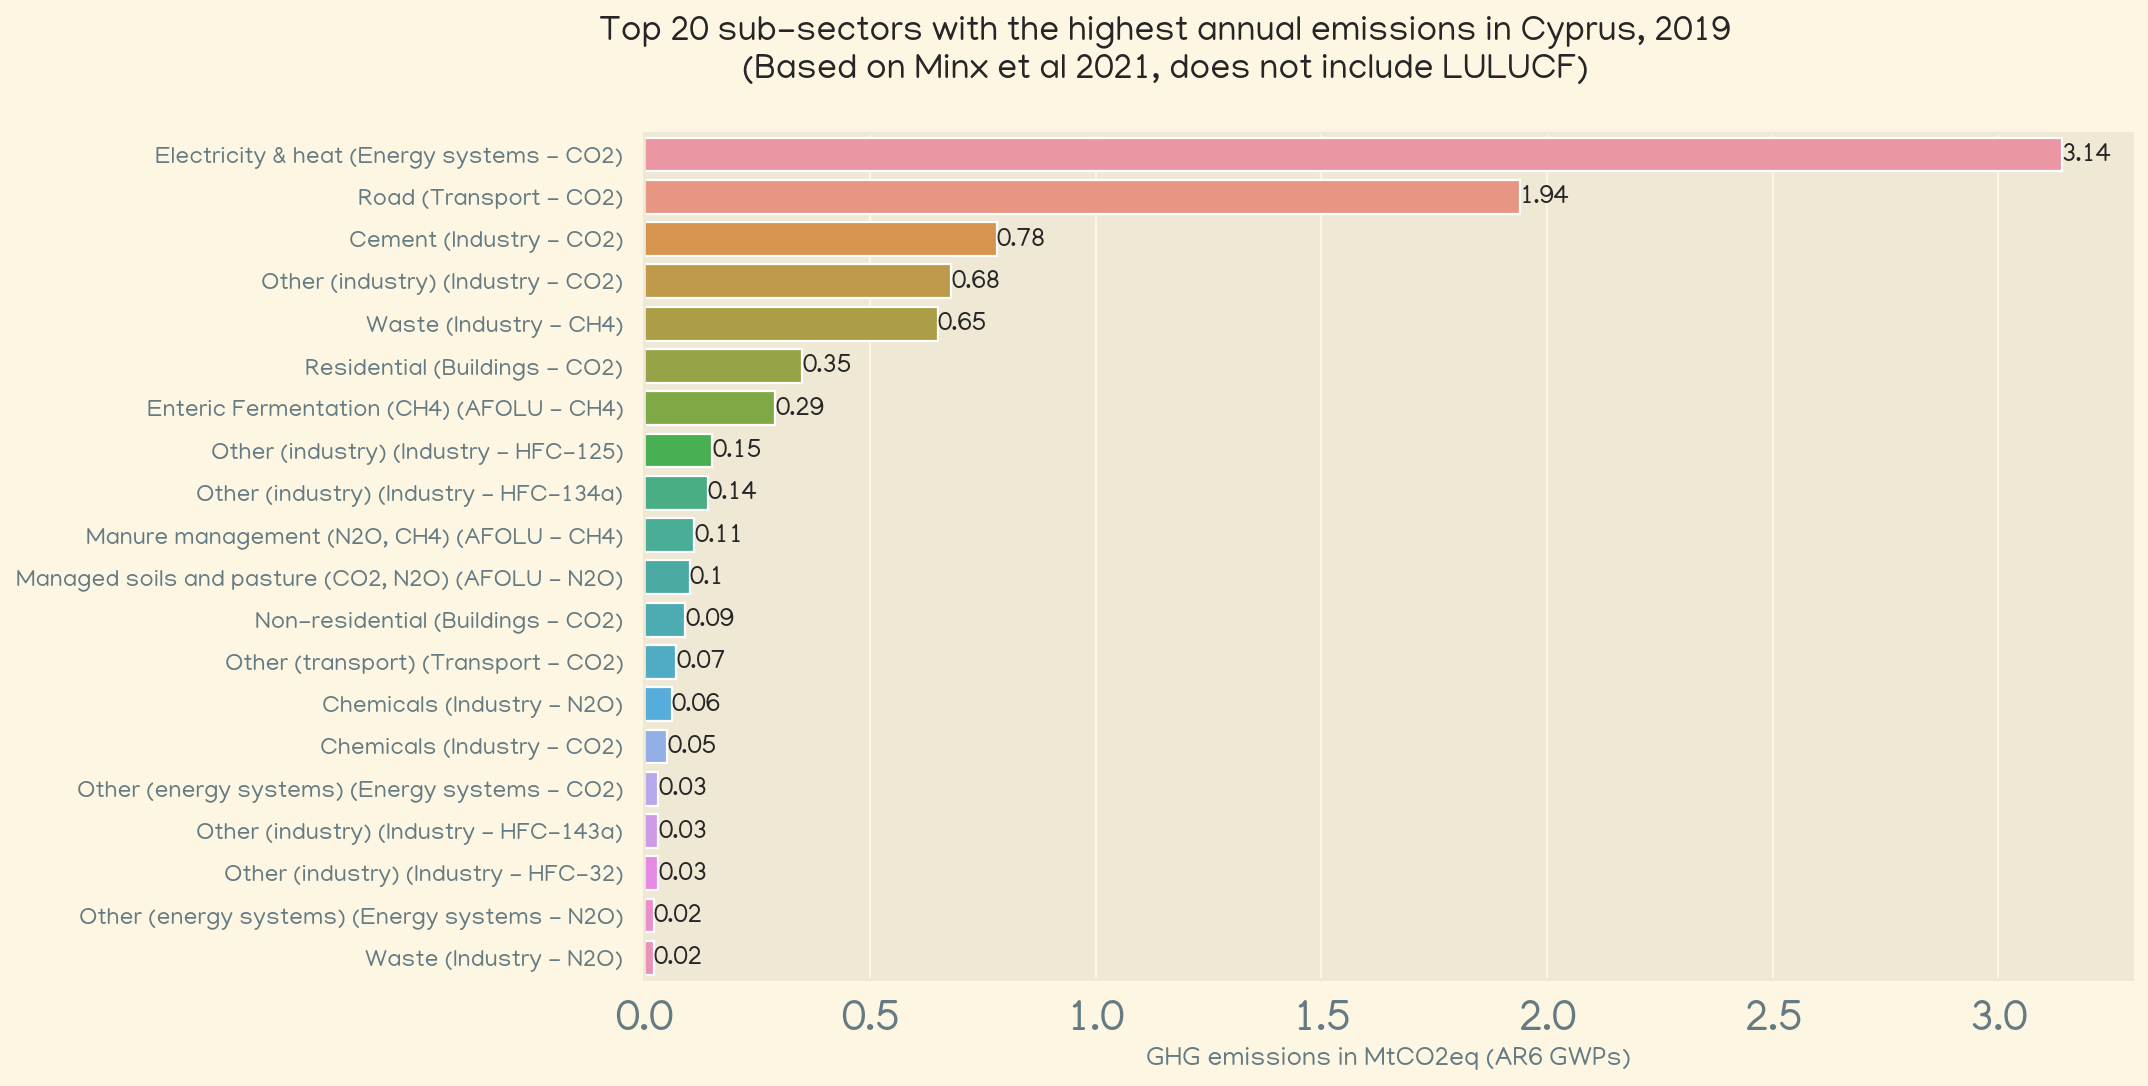 Top 20 sub-sectors with the highest annual emissions in Cyprus, 2019
(Based on Minx et al 2021, does not include LULUCF)
Electricity & heat (Energy systems - CO2) 3.14
Road (Transport - CO2) 1.94
Cement (Industry - CO2) 0.78
Other (industry) (Industry - CO2) 0.68
Waste (Industry - CH4) 0.65
Residential (Buildings - CO2) 0.35
Enteric Fermentation (CH4) (AFOLU - CH4) 0.29
Other (industry) (Industry - HFC-125) 0.15
Other (industry) (Industry - HFC-134a) 0.14
Manure management (N2O, CH4) (AFOLU - CH4) 0.11
Managed soils and pasture (CO2, N2O) (AFOLU - N2O) 0.1
Non-residential (Buildings - CO2) 0.09
Other (transport) (Transport - CO2) 0.07
Chemicals (Industry - N2O) 0.06
Chemicals (Industry - CO2) 0.05
Other (energy systems) (Energy systems - CO2) 0.03
Other (industry) (Industry - HFC-143a) 0.03
Other (industry) (Industry - HFC-32) 0.03
Other (energy systems) (Energy systems - N2O) 0.02
Waste (Industry - N2O) 0.02
0.0 0.5 1.0 1.5 2.0 2.5 3.0
GHG emissions in MtCO2eq (AR6 GWPs)